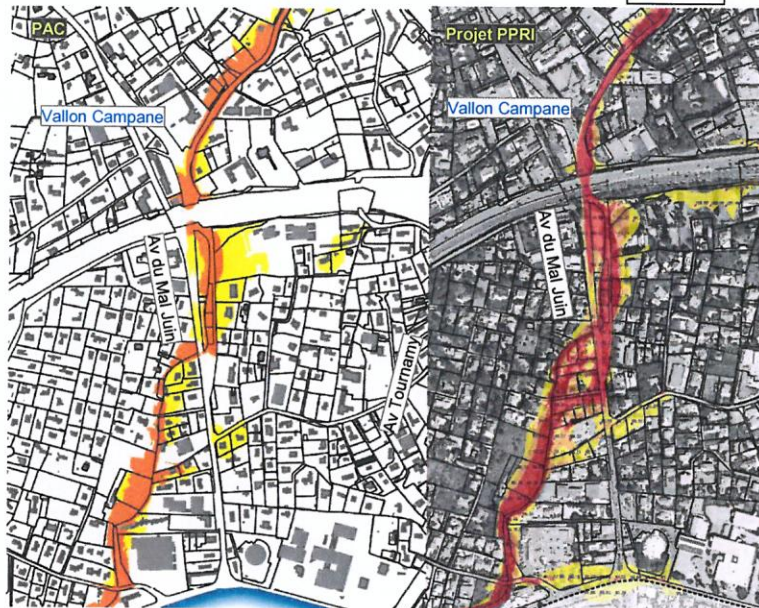 PAC
Vallon Campane
Av du Mal Juin
Av Tournamy
Projet PPRI
Vallon Campane
Av du Mal Juin